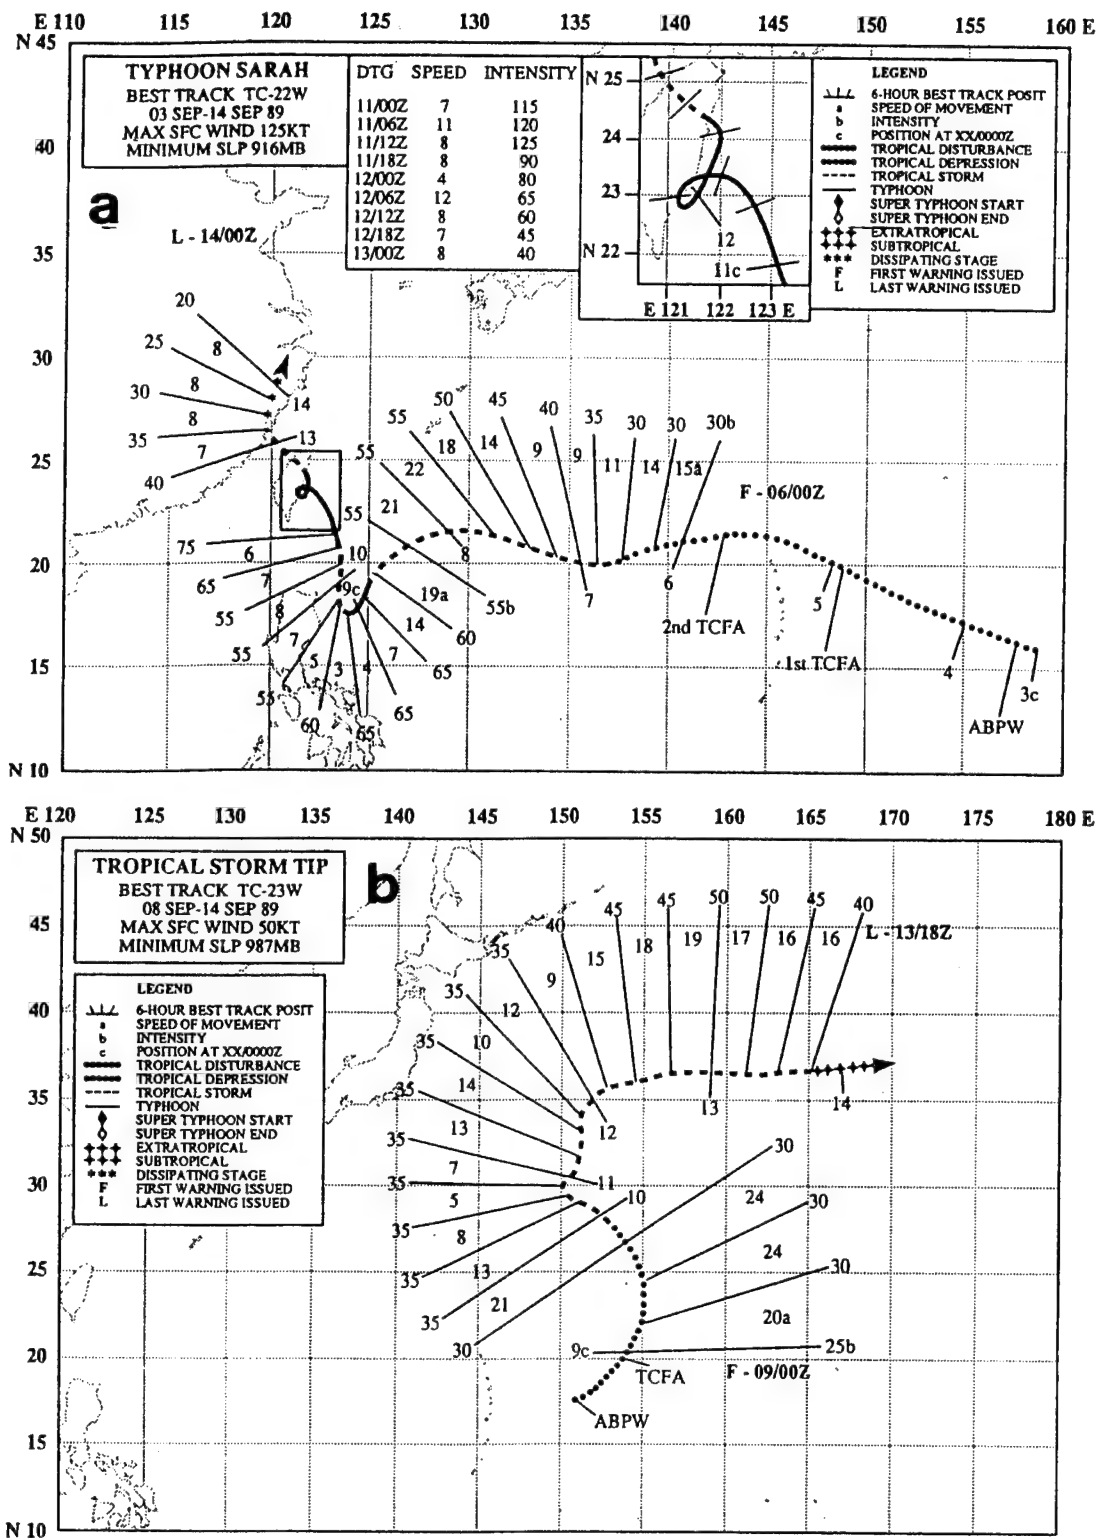 E 110 115 120 125 130 135 140 145 150 155 160 E
N 45
40
35
30
25
20
15
N 10
TYPHOON SARAH
BEST TRACK TC-22W
03 SEP-14 SEP 89
MAX SFC WIND 125KT
MINIMUM SLP 916MB
a
L - 14/00Z
DTG SPEED INTENSITY
11/00Z 7 115
11/06Z 11 120
11/12Z 8 125
11/18Z 8 90
12/00Z 4 80
12/06Z 12 65
12/12Z 8 60
12/18Z 7 45
13/00Z 8 40
N 25
24
23
N 22
12
11c
E 121 122 123 E
LEGEND
6-HOUR BEST TRACK POSIT
a SPEED OF MOVEMENT
b INTENSITY
c POSITION AT XX/0000Z
TROPICAL DISTURBANCE
TROPICAL DEPRESSION
TROPICAL STORM
TYPHOON
SUPER TYPHOON START
SUPER TYPHOON END
EXTRATROPICAL
SUBTROPICAL
*** DISSIPATING STAGE
F FIRST WARNING ISSUED
L LAST WARNING ISSUED
20
8
25
8
30
8
35
7
40
14
13
75
6
65
7
55
8
55
7
55
5
60
3
65
4
65
7
65
14
60
19a
55b
10
9c
55
21
55
22
55
18
50
14
45
9
40
9
35
11
30
14
30
15a
30b
F - 06/00Z
8
7
6
2nd TCFA
5
1st TCFA
4
ABPW
3c
E 120 125 130 135 140 145 150 155 160 165 170 180 E
N 50
45
40
35
30
25
20
15
N 10
TROPICAL STORM TIP
BEST TRACK TC-23W
08 SEP-14 SEP 89
MAX SFC WIND 50KT
MINIMUM SLP 987MB
b
LEGEND
6-HOUR BEST TRACK POSIT
a SPEED OF MOVEMENT
b INTENSITY
c POSITION AT XX/0000Z
TROPICAL DISTURBANCE
TROPICAL DEPRESSION
TROPICAL STORM
TYPHOON
SUPER TYPHOON START
SUPER TYPHOON END
EXTRATROPICAL
SUBTROPICAL
*** DISSIPATING STAGE
F FIRST WARNING ISSUED
L LAST WARNING ISSUED
40
16
45
16
50
17
50
19
45
18
45
15
40
9
35
12
35
10
35
14
35
13
35
7
35
5
35
8
35
13
35
21
30
L - 13/18Z
14
13
12
11
10
30
24
30
24
30
20a
25b
9c
F - 09/00Z
TCFA
ABPW